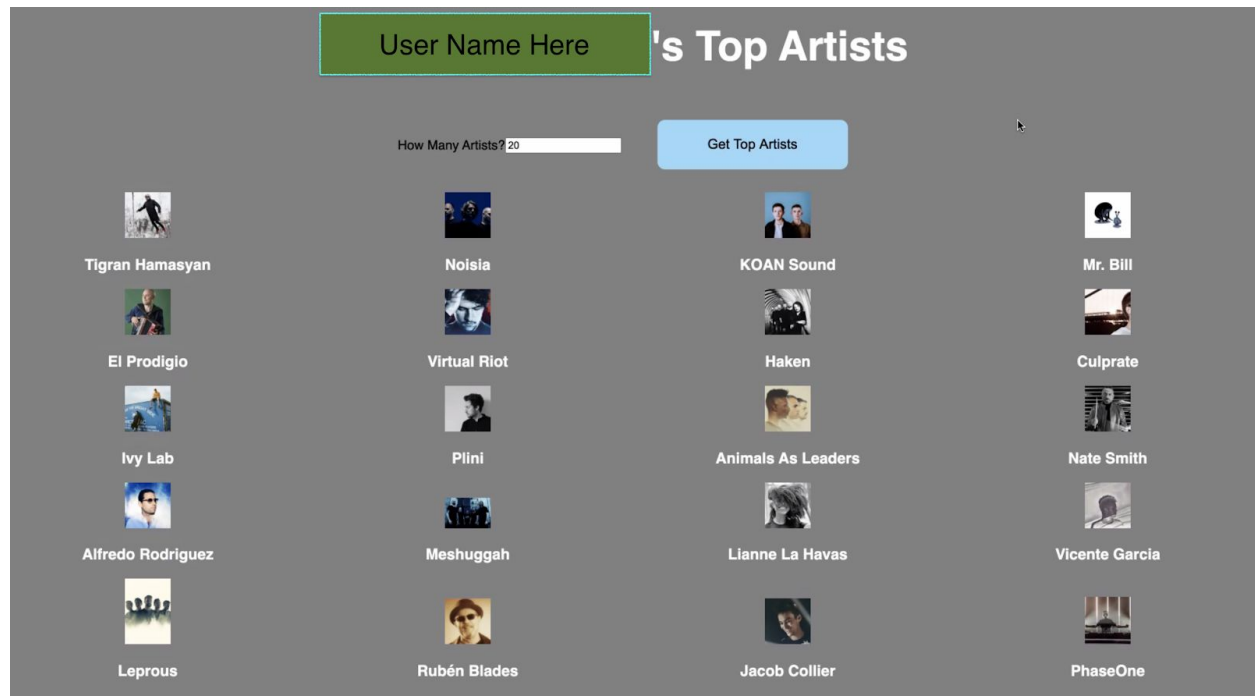 User Name Here 's Top Artists
How Many Artists? 20 Get Top Artists
Tigran Hamasyan Noisia KOAN Sound Mr. Bill
El Prodigio Virtual Riot Haken Culprate
Ivy Lab Plini Animals As Leaders Nate Smith
Alfredo Rodriguez Meshuggah Lianne La Havas Vicente Garcia
Leprous Rubén Blades Jacob Collier PhaseOne